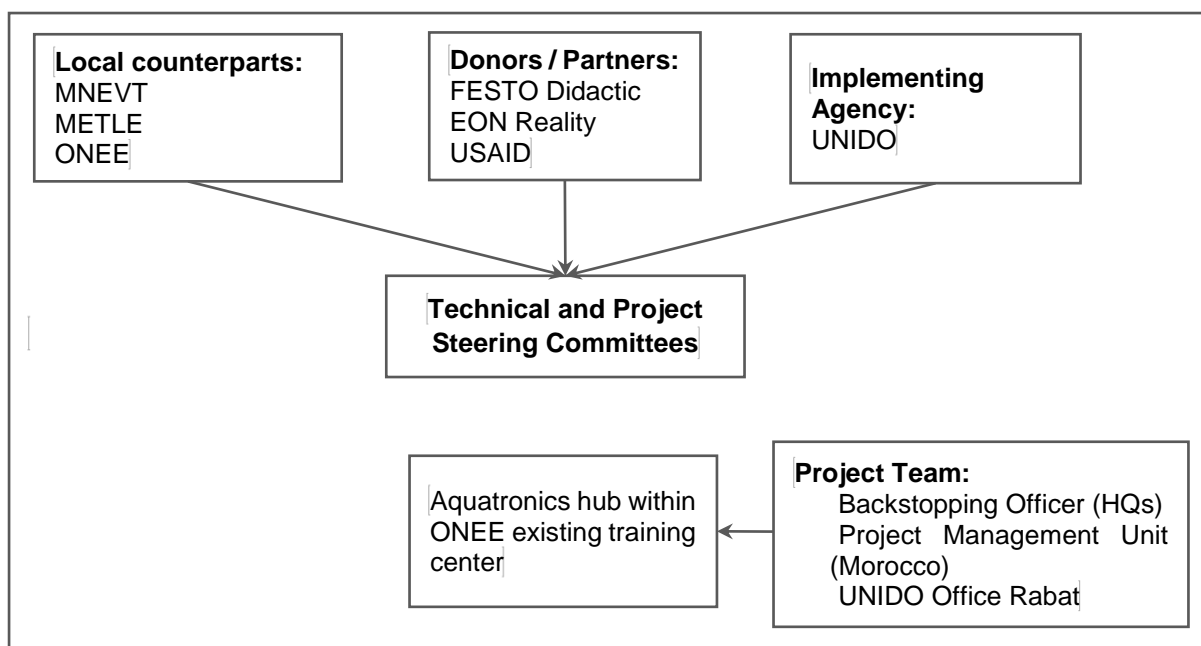 Local counterparts:
MNEVT
METLE
ONEE
Donors / Partners:
FESTO Didactic
EON Reality
USAID
Implementing
Agency:
UNIDO
Technical and Project
Steering Committees
Aquatronics hub within
ONEE existing training
center
Project Team:
Backstopping Officer (HQs)
Project Management Unit
(Morocco)
UNIDO Office Rabat